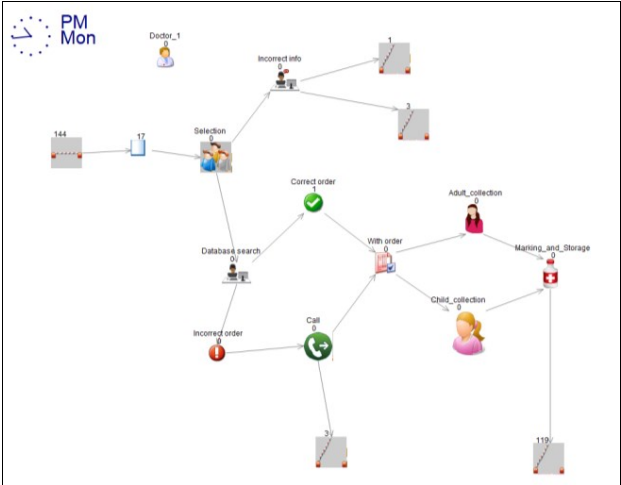 PM
Mon
Doctor_1
0
Incorrect info
0
1
3
144
17
Selection
0
Correct order
1
Adult_collection
0
Database search
0
With order
0
Marking_and_Storage
0
Child_collection
0
Incorrect order
0
Call
0
3
119